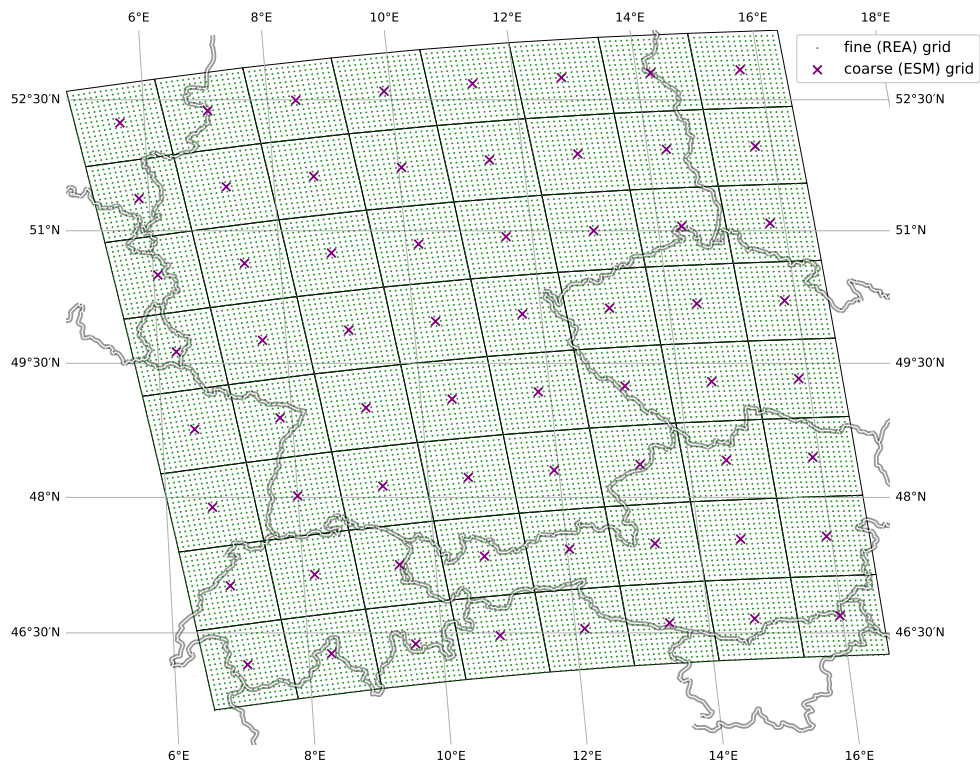 6°E 8°E 10°E 12°E 14°E 16°E 18°E
fine (REA) grid
coarse (ESM) grid
52°30′N 52°30′N
51°N 51°N
49°30′N 49°30′N
48°N 48°N
46°30′N 46°30′N
6°E 8°E 10°E 12°E 14°E 16°E